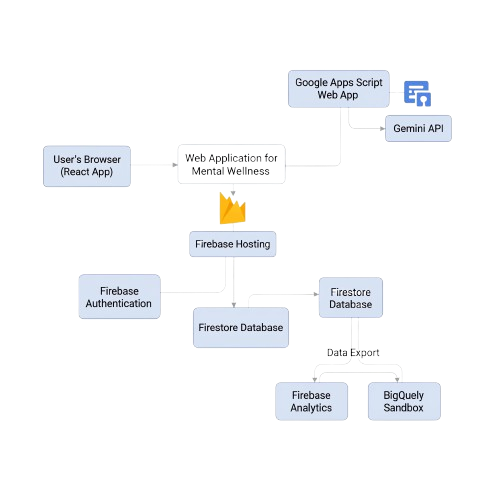 Google Apps Script
Web App
Gemini API
User's Browser
(React App)
Web Application for
Mental Wellness
Firebase Hosting
Firebase
Authentication
Firestore Database
Firestore
Database
Data Export
Firebase
Analytics
BigQuely
Sandbox